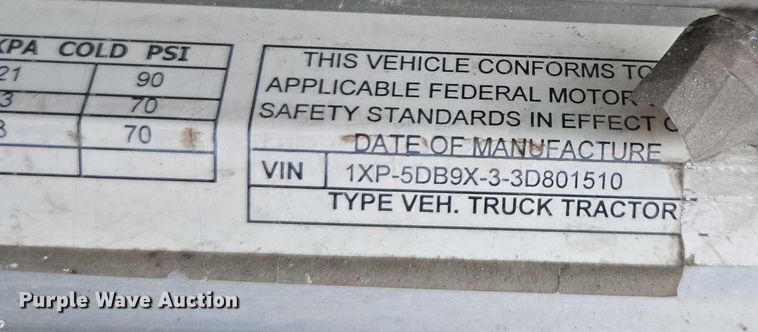 KPA COLD PSI
21 90
3 70
3 70
THIS VEHICLE CONFORMS TO
APPLICABLE FEDERAL MOTOR
SAFETY STANDARDS IN EFFECT
DATE OF MANUFACTURE
VIN 1XP-5DB9X-3-3D801510
TYPE VEH. TRUCK TRACTOR
Purple Wave Auction